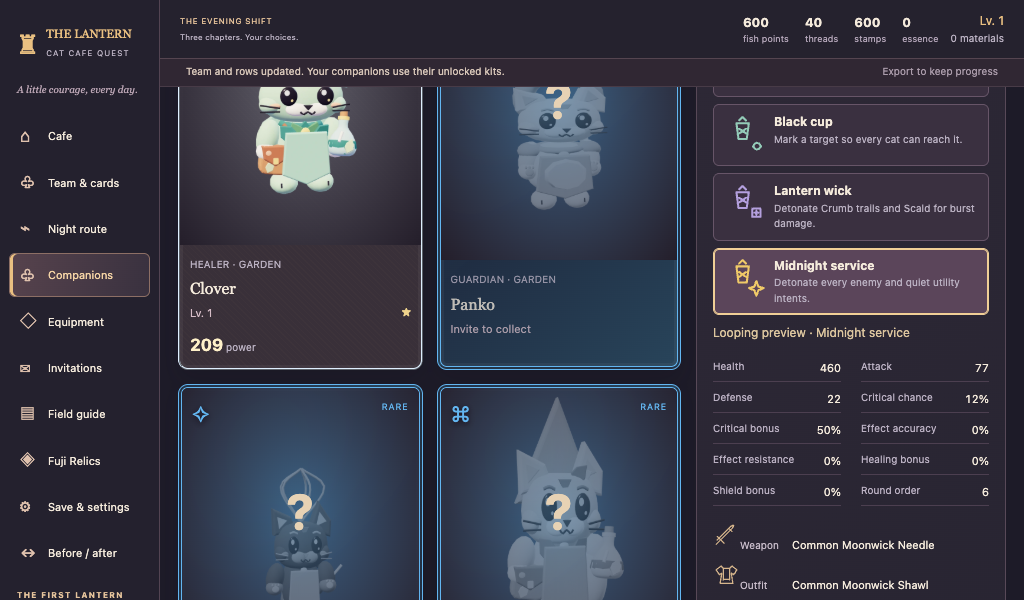 THE LANTERN
CAT CAFE QUEST
A little courage, every day.
Cafe
Team & cards
Night route
Companions
Equipment
Invitations
Field guide
Fuji Relics
Save & settings
Before / after
THE FIRST LANTERN
THE EVENING SHIFT
Three chapters. Your choices.
600
fish points
40
threads
600
stamps
0
essence
Lv. 1
0 materials
Team and rows updated. Your companions use their unlocked kits.
Export to keep progress
HEALER · GARDEN
Clover
Lv. 1
209 power
?
GUARDIAN · GARDEN
Panko
Invite to collect
RARE
?
RARE
?
Black cup
Mark a target so every cat can reach it.
Lantern wick
Detonate Crumb trails and Scald for burst
damage.
Midnight service
Detonate every enemy and quiet utility
intents.
Looping preview · Midnight service
Health 460
Attack 77
Defense 22
Critical chance 12%
Critical bonus 50%
Effect accuracy 0%
Effect resistance 0%
Healing bonus 0%
Shield bonus 0%
Round order 6
Weapon Common Moonwick Needle
Outfit Common Moonwick Shawl